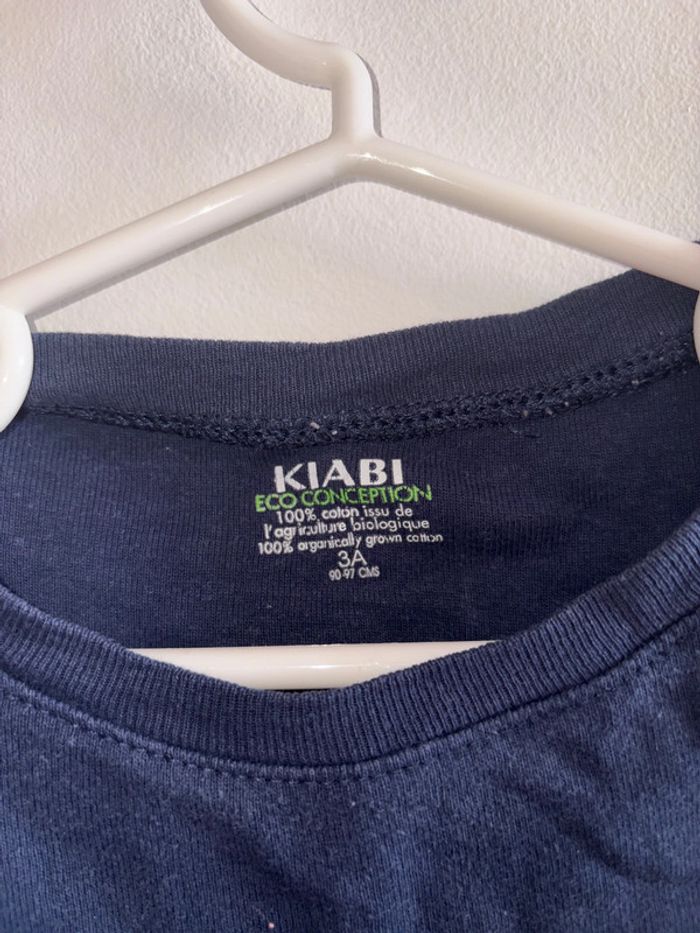 KIABI
ECO CONCEPTION
100% coton issu de
l'agriculture biologique
100% organically grown cotton
3A
90-97 CMS